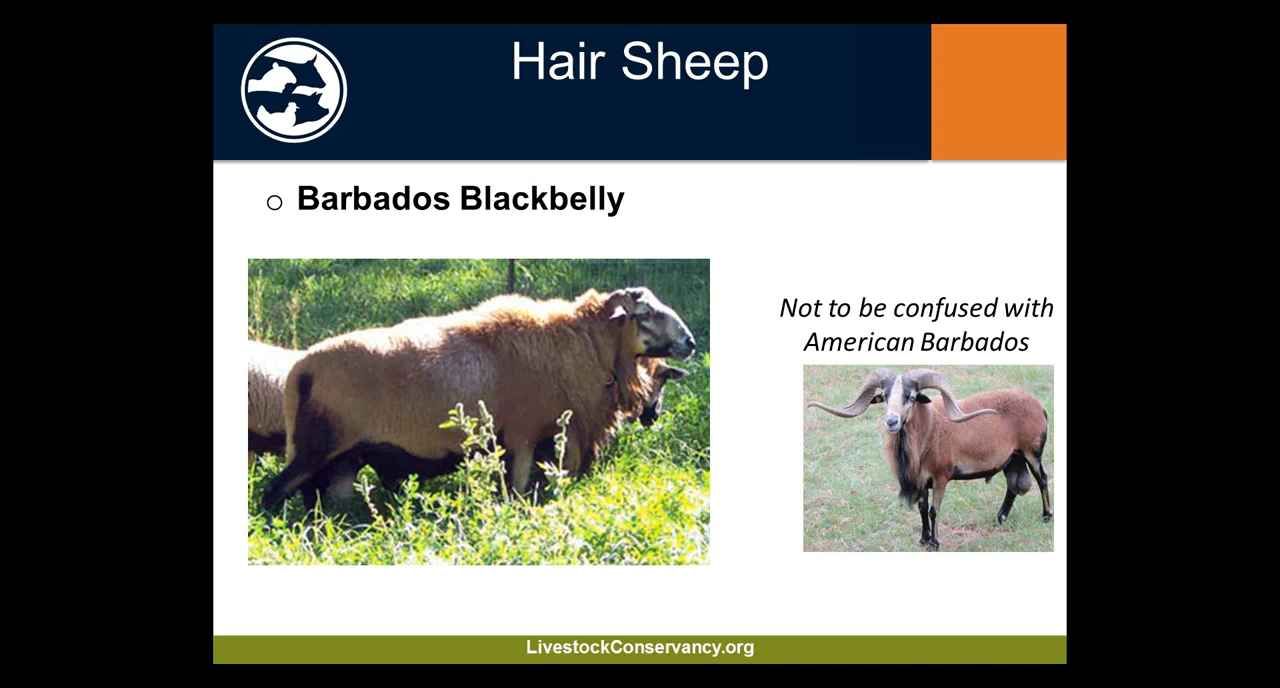 Hair Sheep
Barbados Blackbelly
Not to be confused with
American Barbados
LivestockConservancy.org